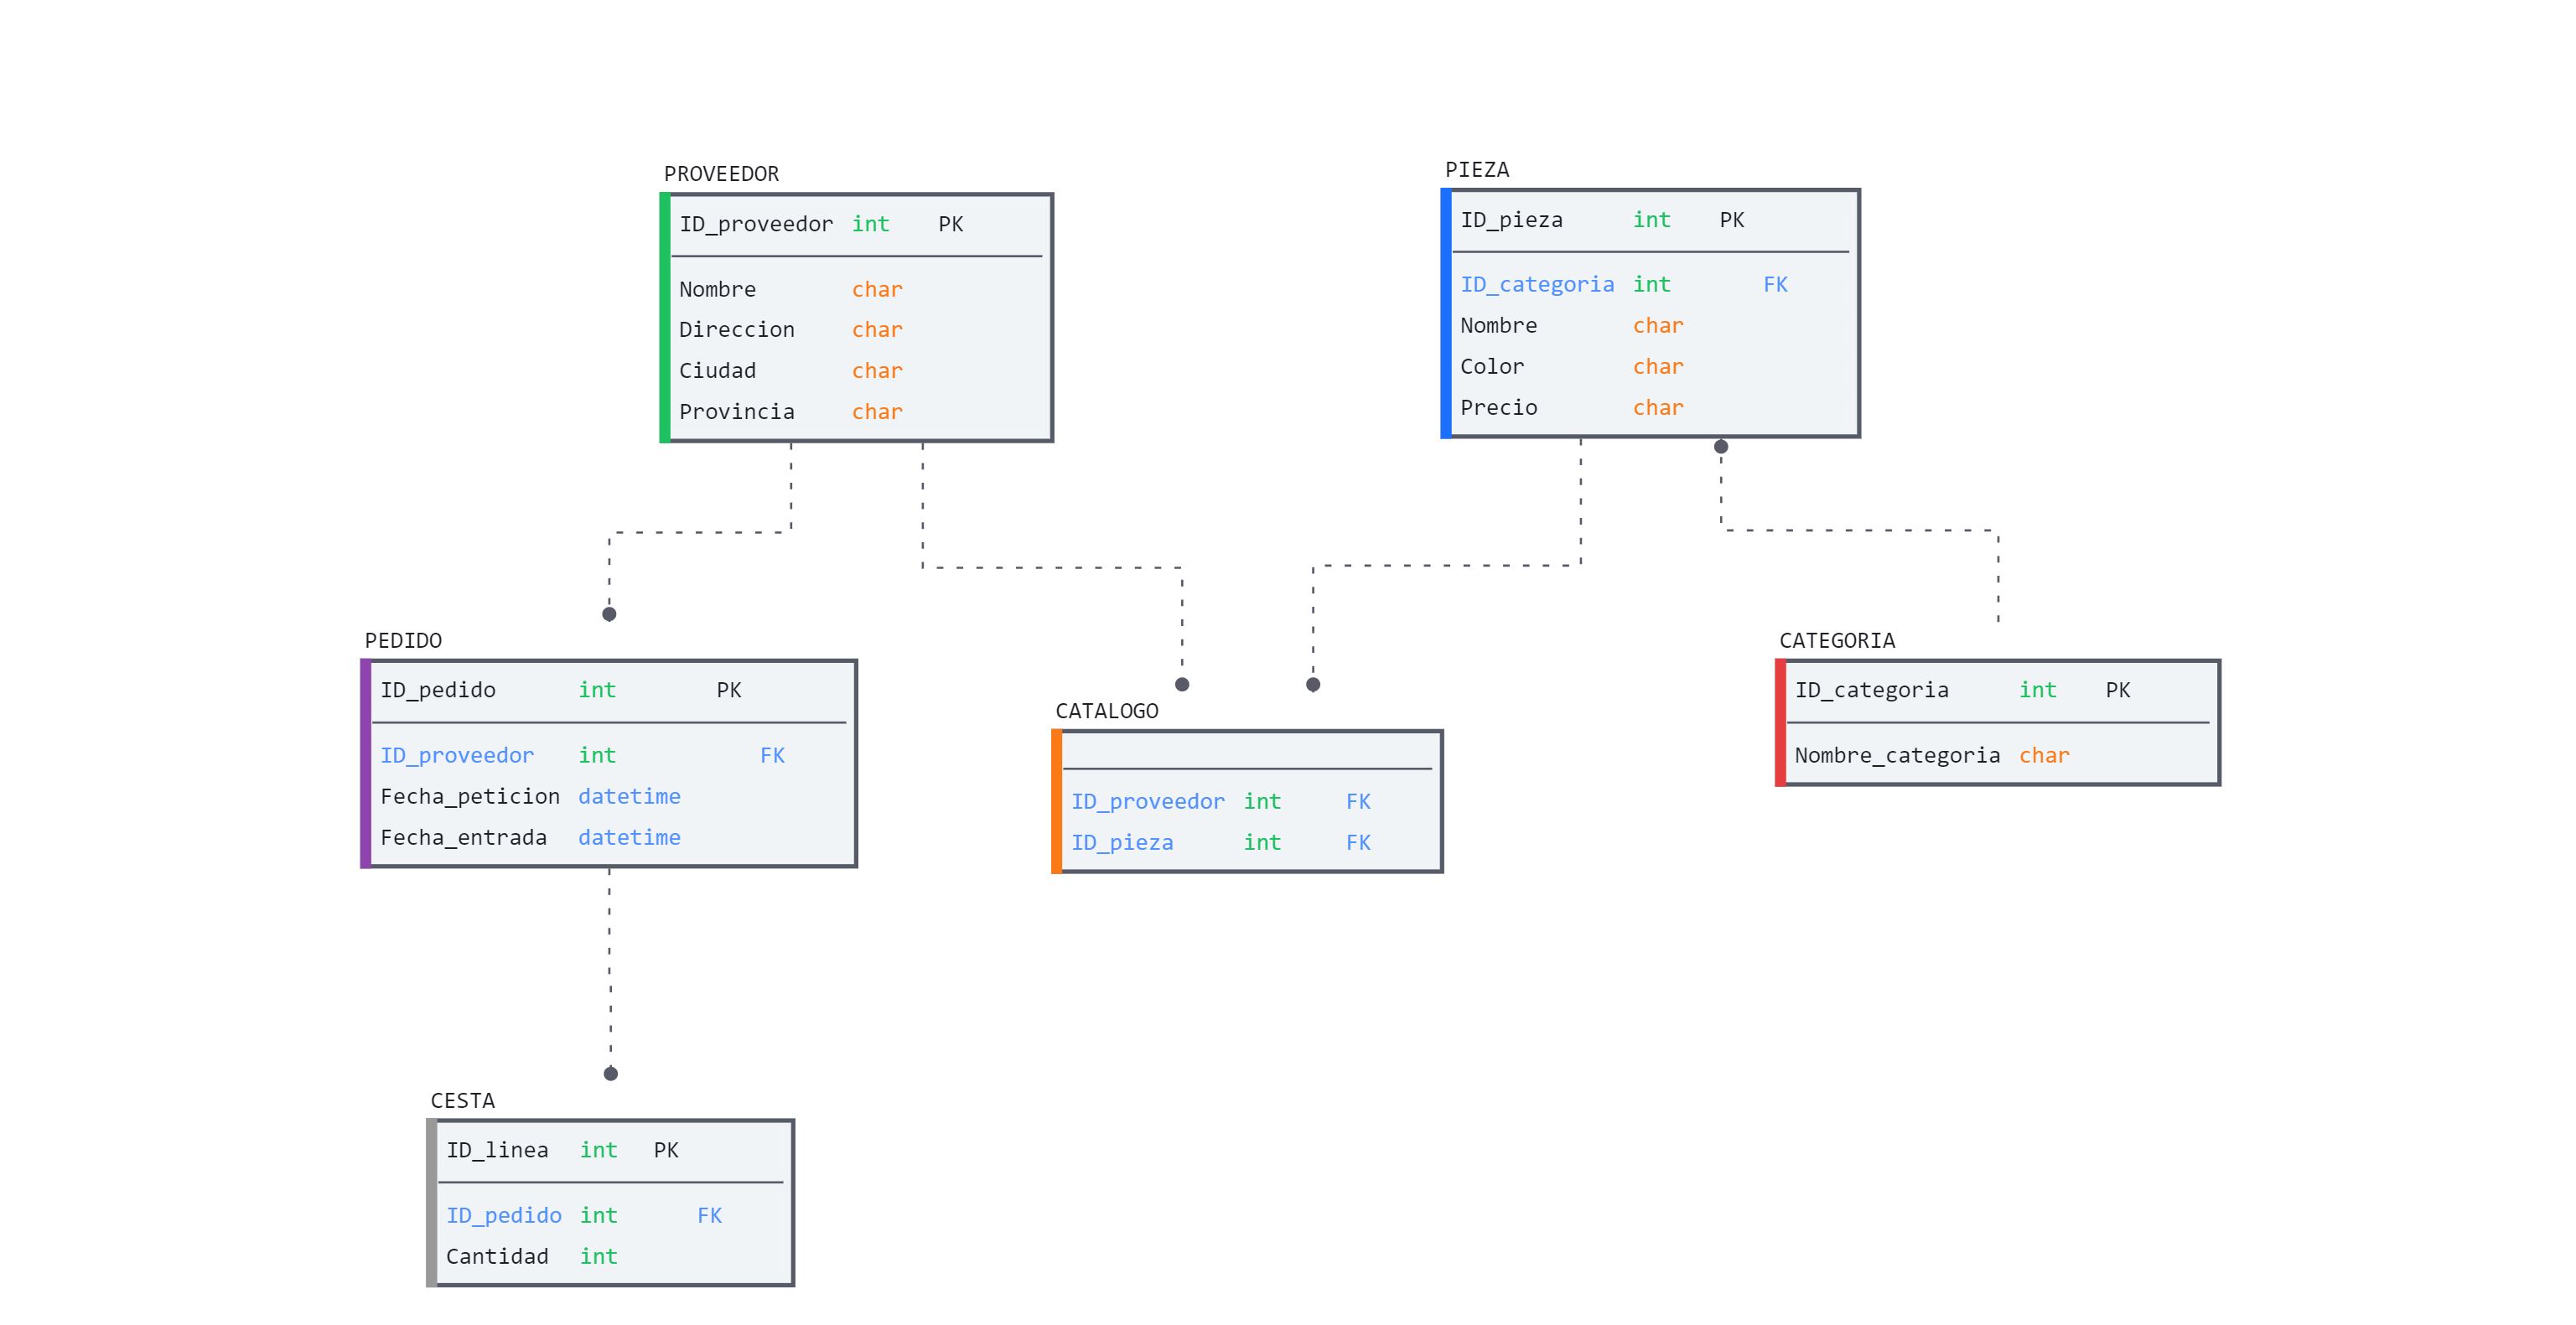 PROVEEDOR
ID_proveedor int PK
Nombre char
Direccion char
Ciudad char
Provincia char
PIEZA
ID_pieza int PK
ID_categoria int FK
Nombre char
Color char
Precio char
PEDIDO
ID_pedido int PK
ID_proveedor int FK
Fecha_peticion datetime
Fecha_entrada datetime
CATALOGO
ID_proveedor int FK
ID_pieza int FK
CATEGORIA
ID_categoria int PK
Nombre_categoria char
CESTA
ID_linea int PK
ID_pedido int FK
Cantidad int